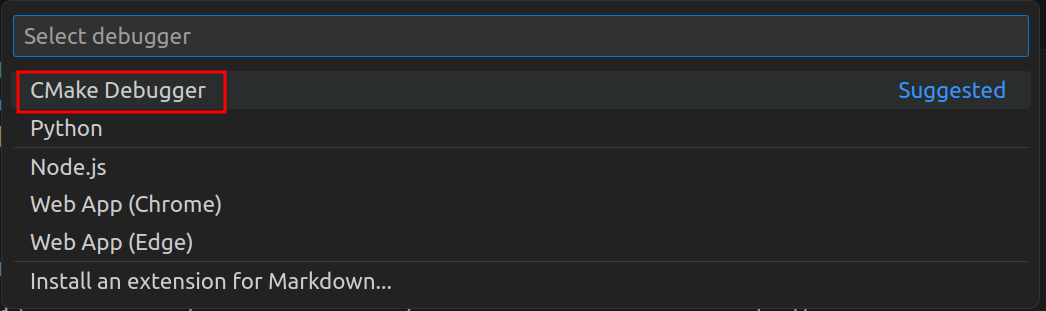 Select debugger
CMake Debugger Suggested
Python
Node.js
Web App (Chrome)
Web App (Edge)
Install an extension for Markdown...